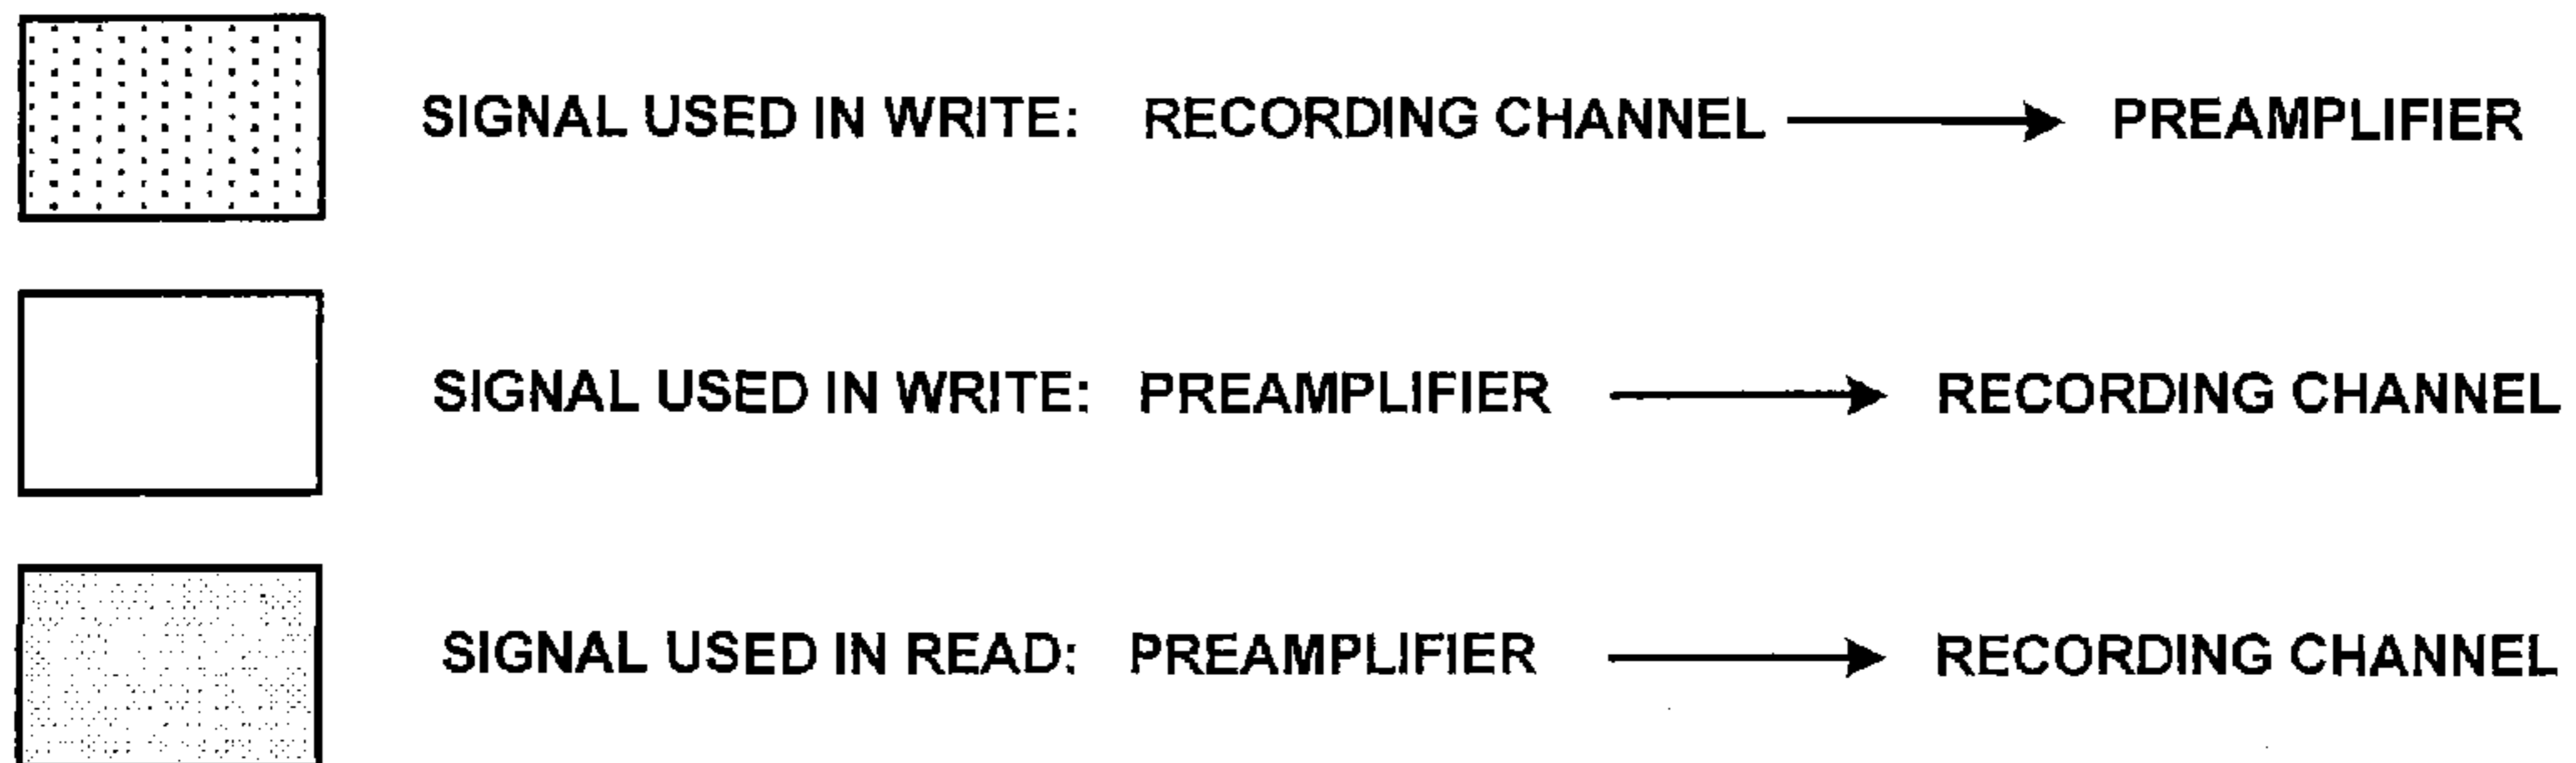 SIGNAL USED IN WRITE: RECORDING CHANNEL → PREAMPLIFIER
SIGNAL USED IN WRITE: PREAMPLIFIER → RECORDING CHANNEL
SIGNAL USED IN READ: PREAMPLIFIER → RECORDING CHANNEL